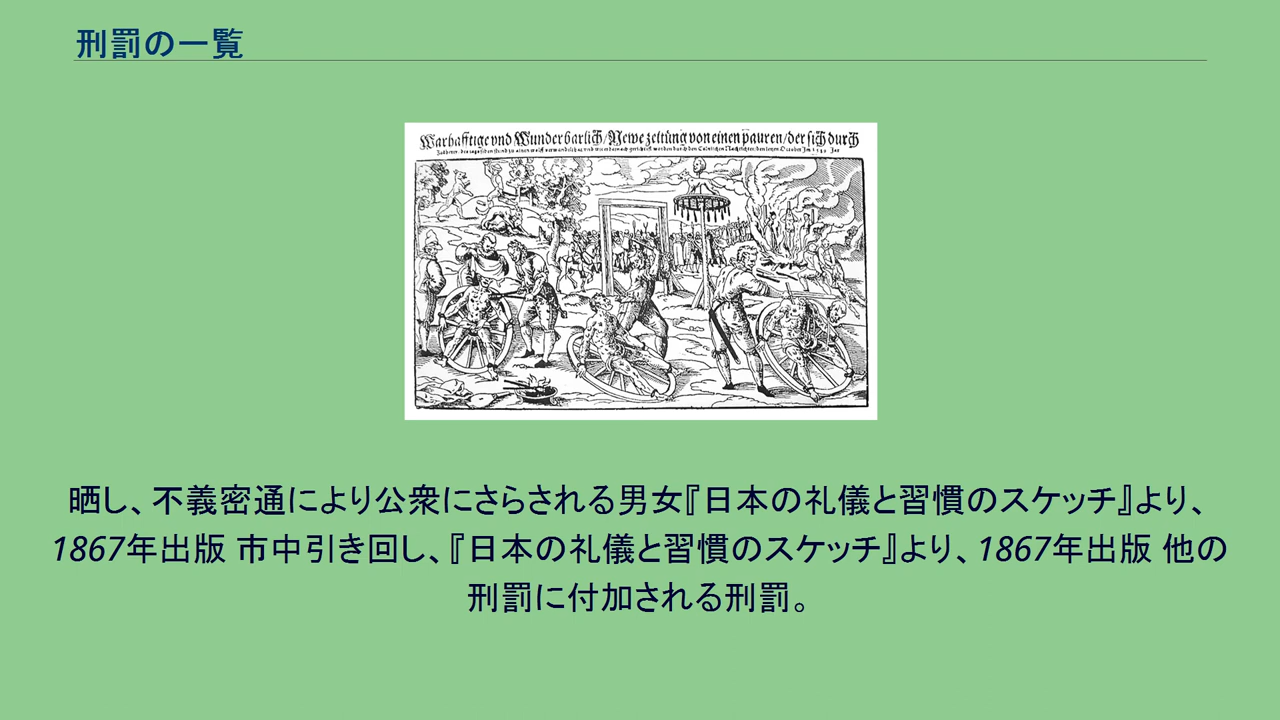 刑罰の一覧
Warhafftige vnd Wunderbarlich/Newe zeitung von einen pauren/der sich durch
晒し、不義密通により公衆にさらされる男女『日本の礼儀と習慣のスケッチ』より、
1867年出版 市中引き回し、『日本の礼儀と習慣のスケッチ』より、1867年出版 他の
刑罰に付加される刑罰。